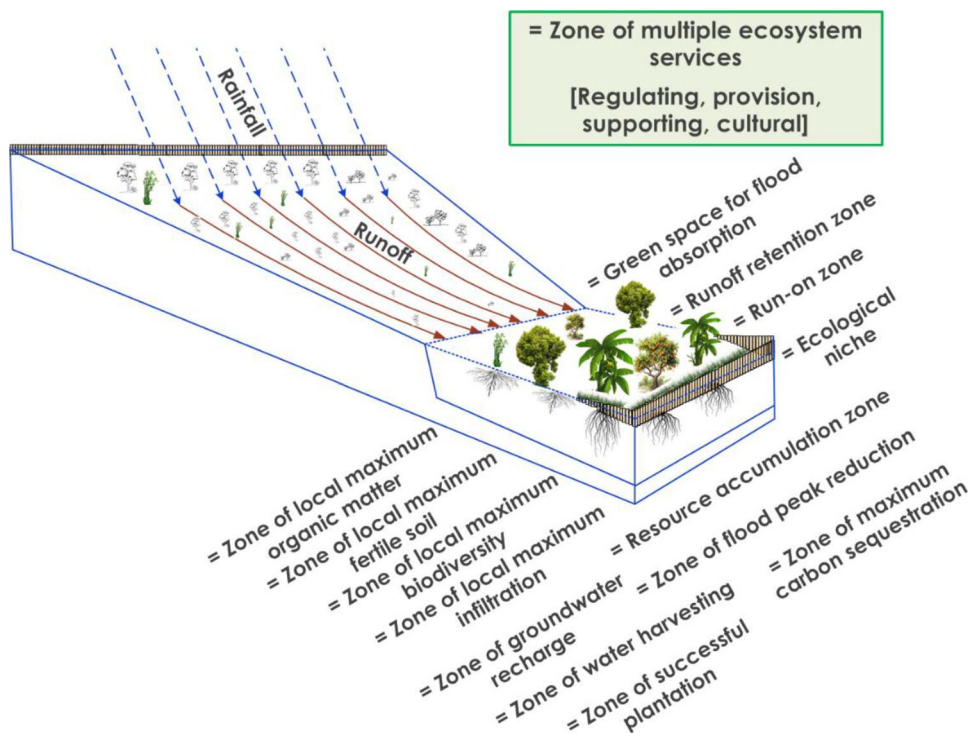 = Zone of multiple ecosystem
services
[Regulating, provision,
supporting, cultural]
Rainfall
Runoff
= Green space for flood
absorption
= Runoff retention zone
= Run-on zone
= Ecological
niche
= Zone of local maximum
organic matter
= Zone of local maximum
fertile soil
= Zone of local maximum
biodiversity
= Zone of local maximum
infiltration
= Zone of groundwater
recharge
= Resource accumulation zone
= Zone of flood peak reduction
= Zone of water harvesting
= Zone of maximum
carbon sequestration
= Zone of successful
plantation